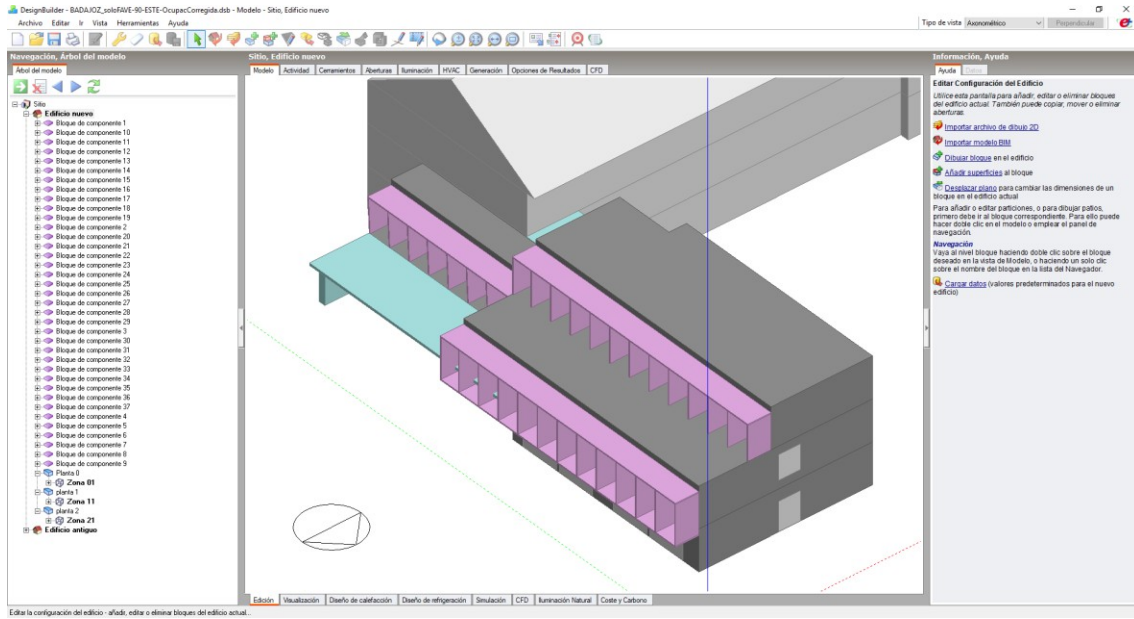 DesignBuilder - BADAJOZ_soloFAVE-90-ESTE-OcupacCorregida.dsb - Modelo - Sitio, Edificio nuevo
Archivo Editar Ir Vista Herramientas Ayuda
Tipo de vista Axonométrico Perpendicular
Navegación, Árbol del modelo
Árbol del modelo
Sitio
Edificio nuevo
Bloque de componente 1
Bloque de componente 10
Bloque de componente 11
Bloque de componente 12
Bloque de componente 13
Bloque de componente 14
Bloque de componente 15
Bloque de componente 16
Bloque de componente 17
Bloque de componente 18
Bloque de componente 19
Bloque de componente 2
Bloque de componente 20
Bloque de componente 21
Bloque de componente 22
Bloque de componente 23
Bloque de componente 24
Bloque de componente 25
Bloque de componente 26
Bloque de componente 27
Bloque de componente 28
Bloque de componente 29
Bloque de componente 3
Bloque de componente 30
Bloque de componente 31
Bloque de componente 32
Bloque de componente 33
Bloque de componente 34
Bloque de componente 35
Bloque de componente 36
Bloque de componente 37
Bloque de componente 4
Bloque de componente 5
Bloque de componente 6
Bloque de componente 7
Bloque de componente 8
Bloque de componente 9
Planta 0
Zona 01
planta 1
Zona 11
planta 2
Zona 21
Edificio antiguo
Sitio, Edificio nuevo
Modelo Actividad Cerramientos Aberturas Iluminación HVAC Generación Opciones de Resultados CFD
Edición Visualización Diseño de calefacción Diseño de refrigeración Simulación CFD Iluminación Natural Coste y Carbono
Información, Ayuda
Ayuda Datos
Editar Configuración del Edificio
Utilice esta pantalla para añadir, editar o eliminar bloques
del edificio actual. También puede copiar, mover o eliminar
aberturas.
Importar archivo de dibujo 2D
Importar modelo BIM
Dibujar bloque en el edificio
Añadir superficies al bloque
Desplazar plano para cambiar las dimensiones de un
bloque en el edificio actual
Para añadir o editar particiones, o para dibujar patios,
primero debe ir al bloque correspondiente. Para ello puede
hacer doble clic en el modelo o emplear el panel de
navegación.
Navegación
Vaya al nivel bloque haciendo doble clic sobre el bloque
deseado en la vista de Modelo, o haciendo un solo clic
sobre el nombre del bloque en la lista del Navegador.
Cargar datos (valores predeterminados para el nuevo
edificio)
Editar la configuración del edificio - añadir, editar o eliminar bloques del edificio actual...